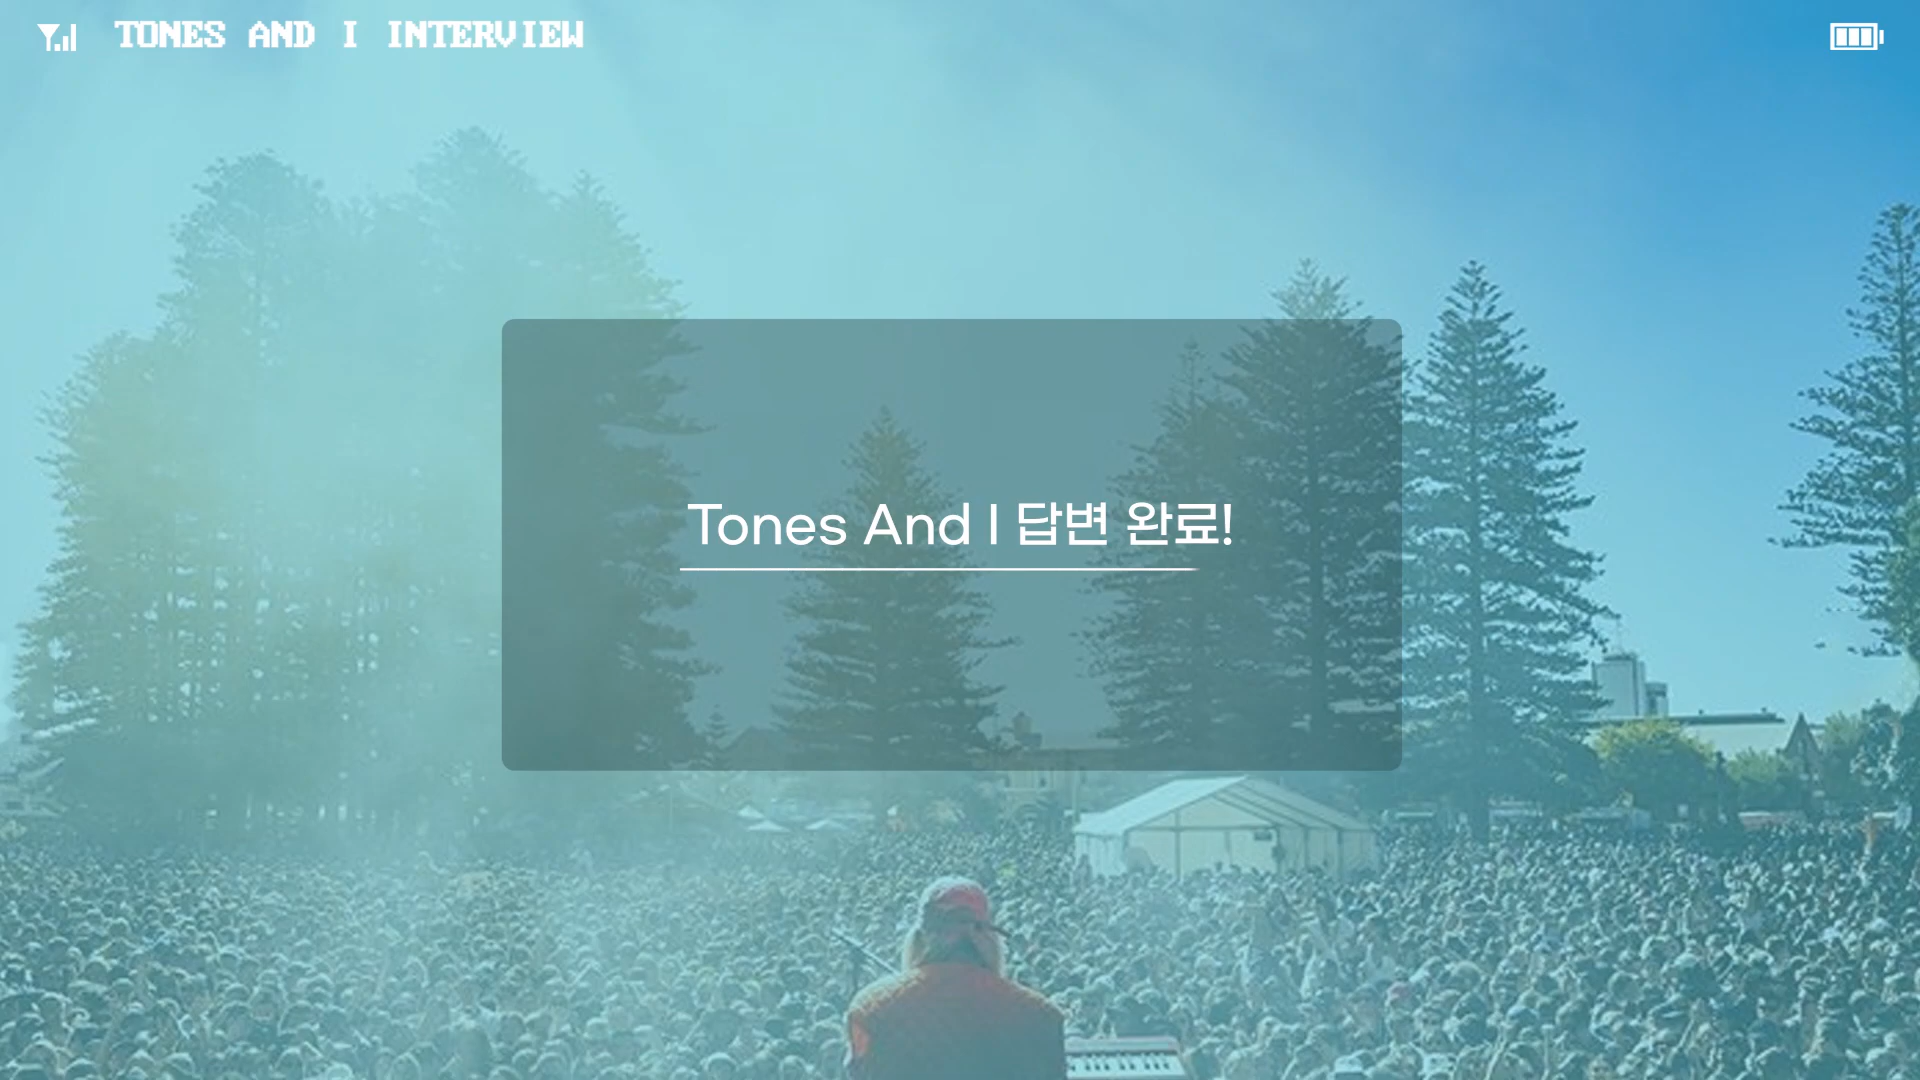 TONES AND I INTERVIEW
Tones And I 답변 완료!